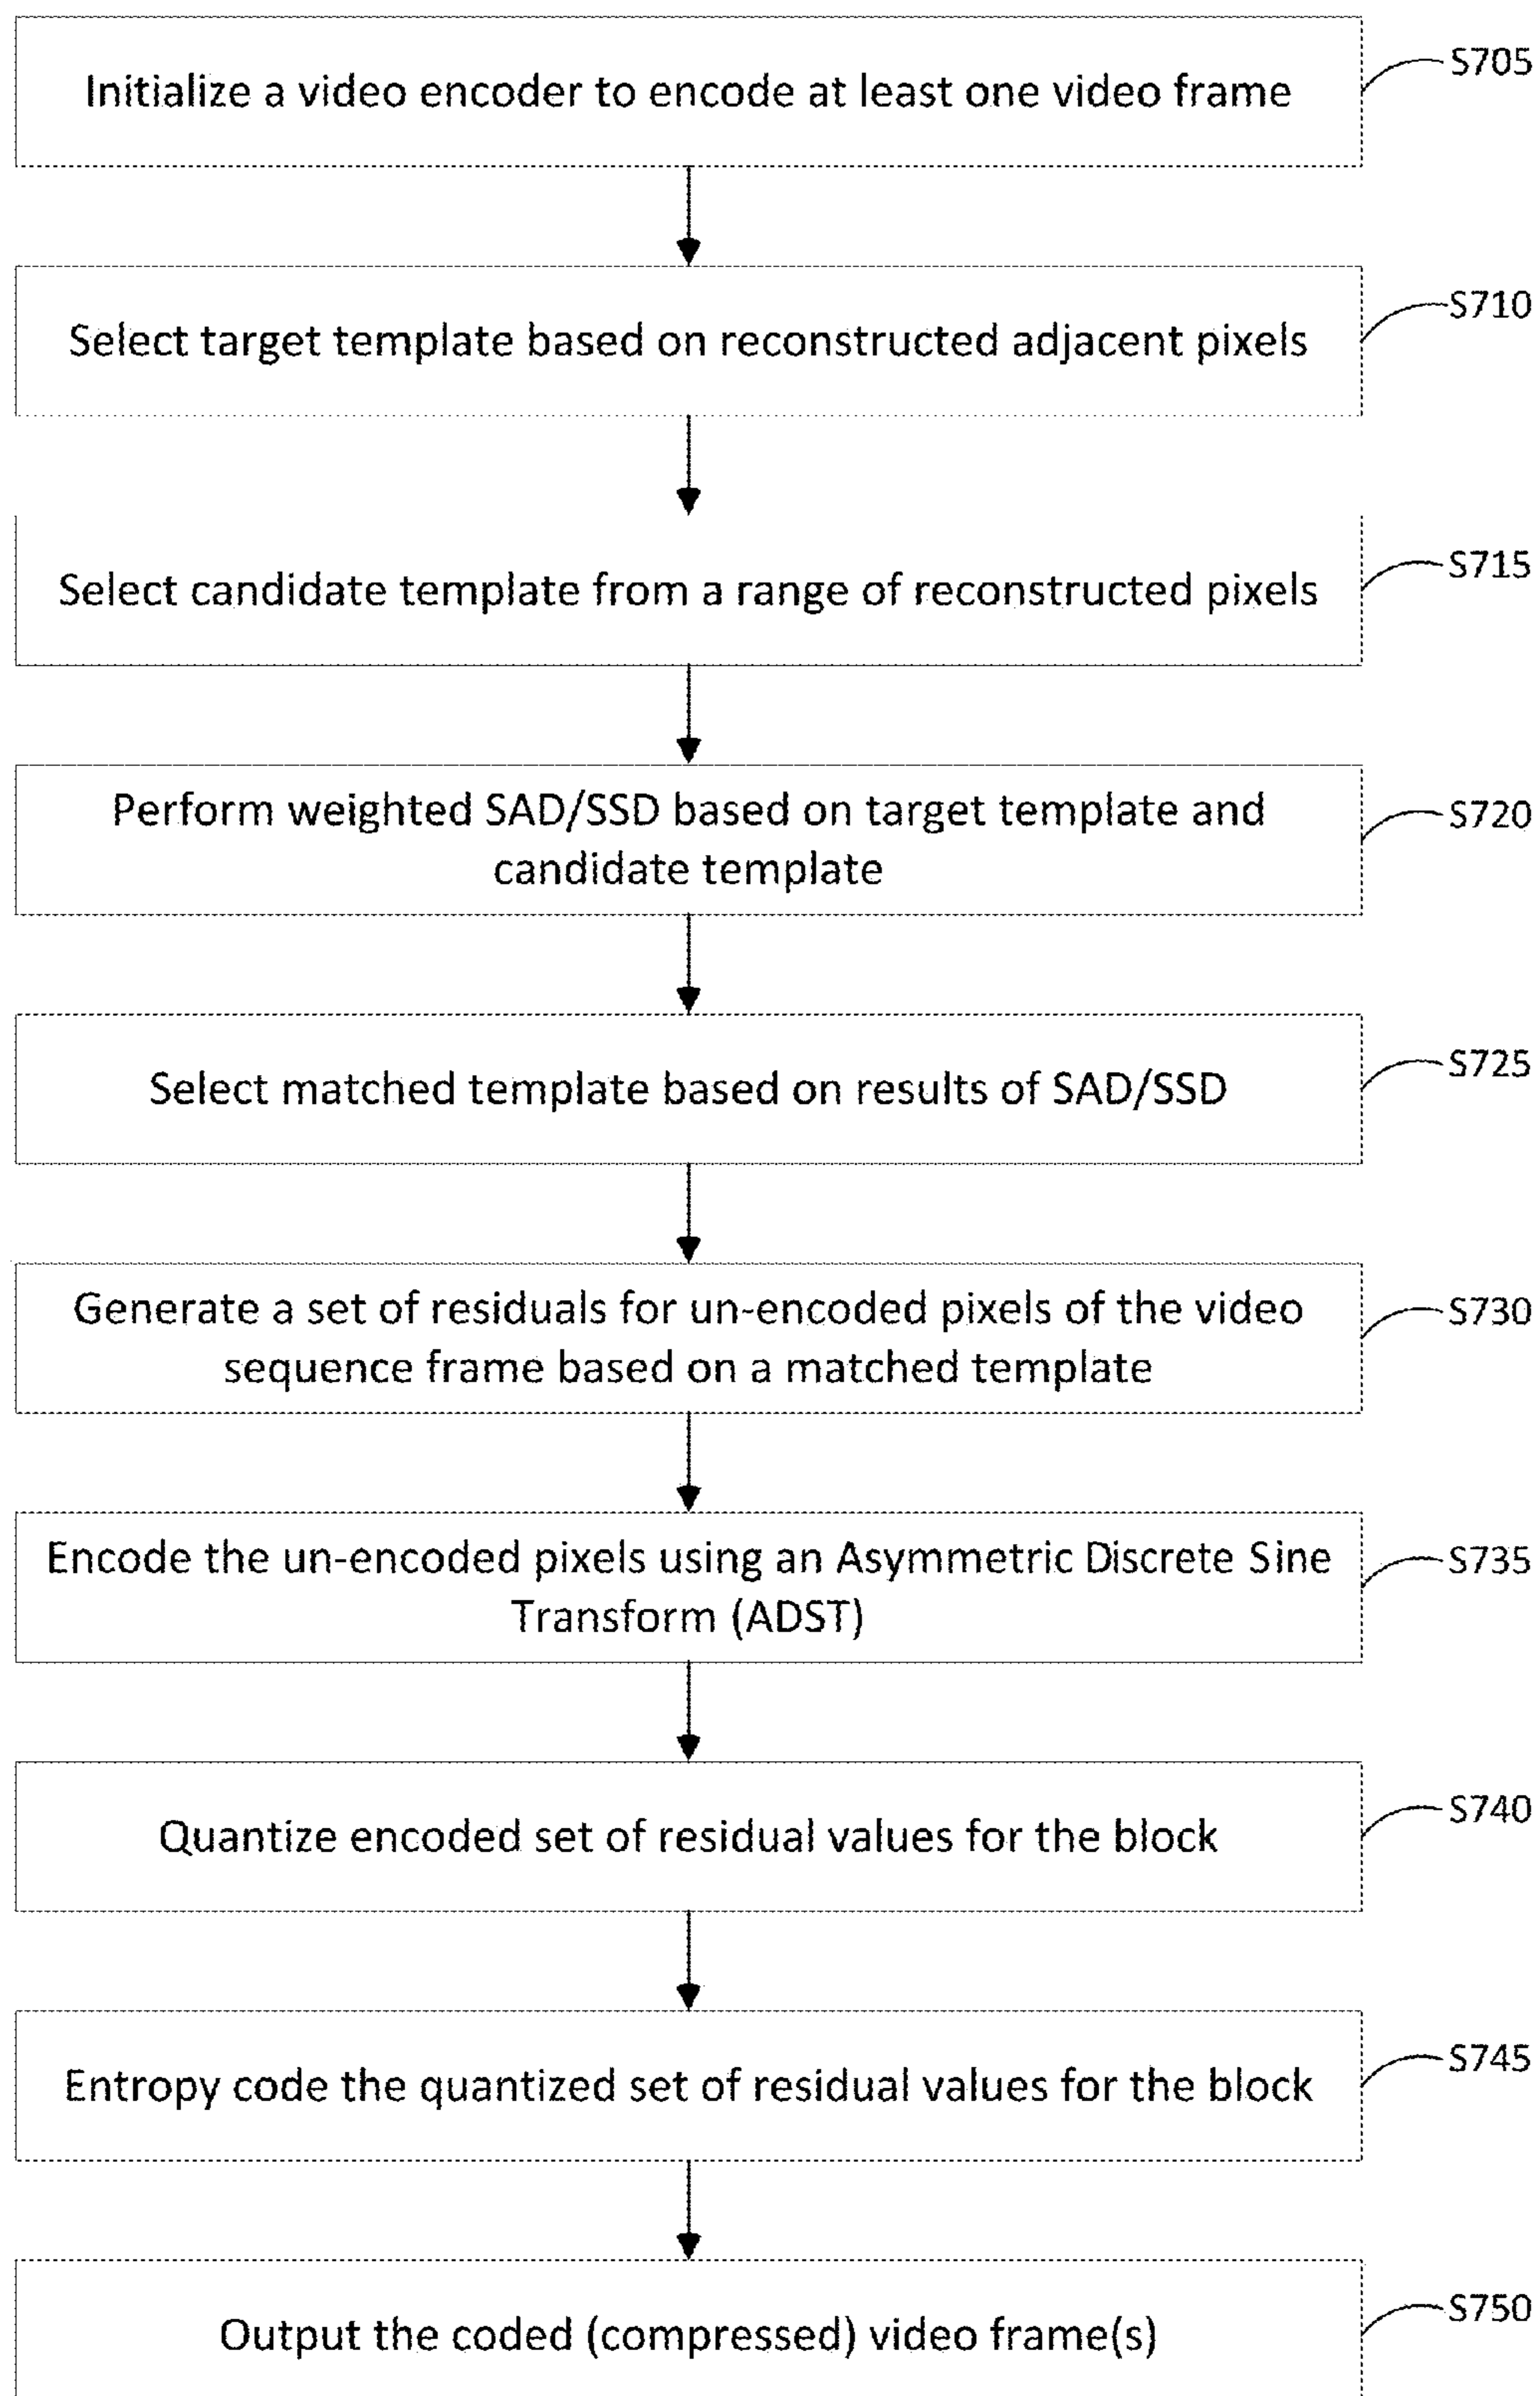 Initialize a video encoder to encode at least one video frame
S705
Select target template based on reconstructed adjacent pixels
S710
Select candidate template from a range of reconstructed pixels
S715
Perform weighted SAD/SSD based on target template and
candidate template
S720
Select matched template based on results of SAD/SSD
S725
Generate a set of residuals for un-encoded pixels of the video
sequence frame based on a matched template
S730
Encode the un-encoded pixels using an Asymmetric Discrete Sine
Transform (ADST)
S735
Quantize encoded set of residual values for the block
S740
Entropy code the quantized set of residual values for the block
S745
Output the coded (compressed) video frame(s)
S750